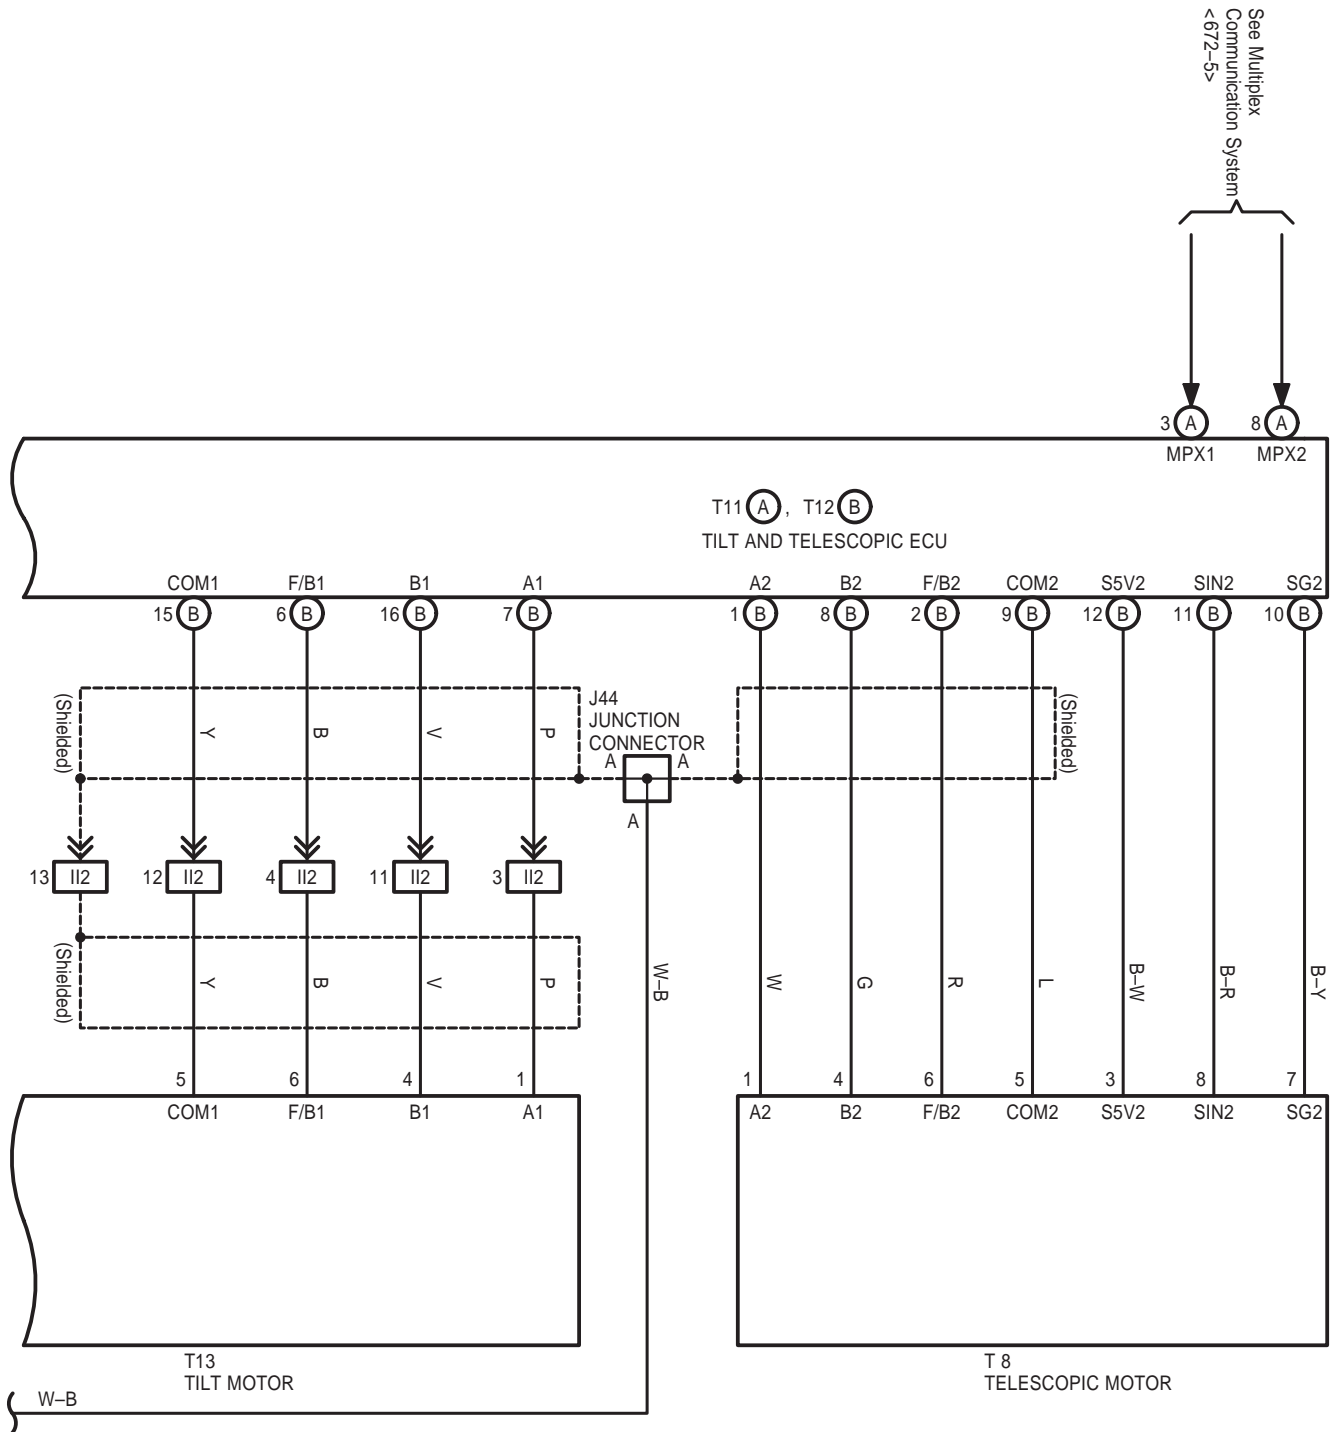 See Multiplex
Communication System
<672–5>
3 A 8 A
MPX1 MPX2
T11 A , T12 B
TILT AND TELESCOPIC ECU
COM1 F/B1 B1 A1 A2 B2 F/B2 COM2 S5V2 SIN2 SG2
15 B 6 B 16 B 7 B 1 B 8 B 2 B 9 B 12 B 11 B 10 B
(Shielded)
Y B V P
J44
JUNCTION
CONNECTOR
A A
A
(Shielded)
13 II2 12 II2 4 II2 11 II2 3 II2
(Shielded)
Y B V P W–B W G R L B–W B–R B–Y
5 6 4 1 1 4 6 5 3 8 7
COM1 F/B1 B1 A1 A2 B2 F/B2 COM2 S5V2 SIN2 SG2
T13
TILT MOTOR
T 8
TELESCOPIC MOTOR
W–B